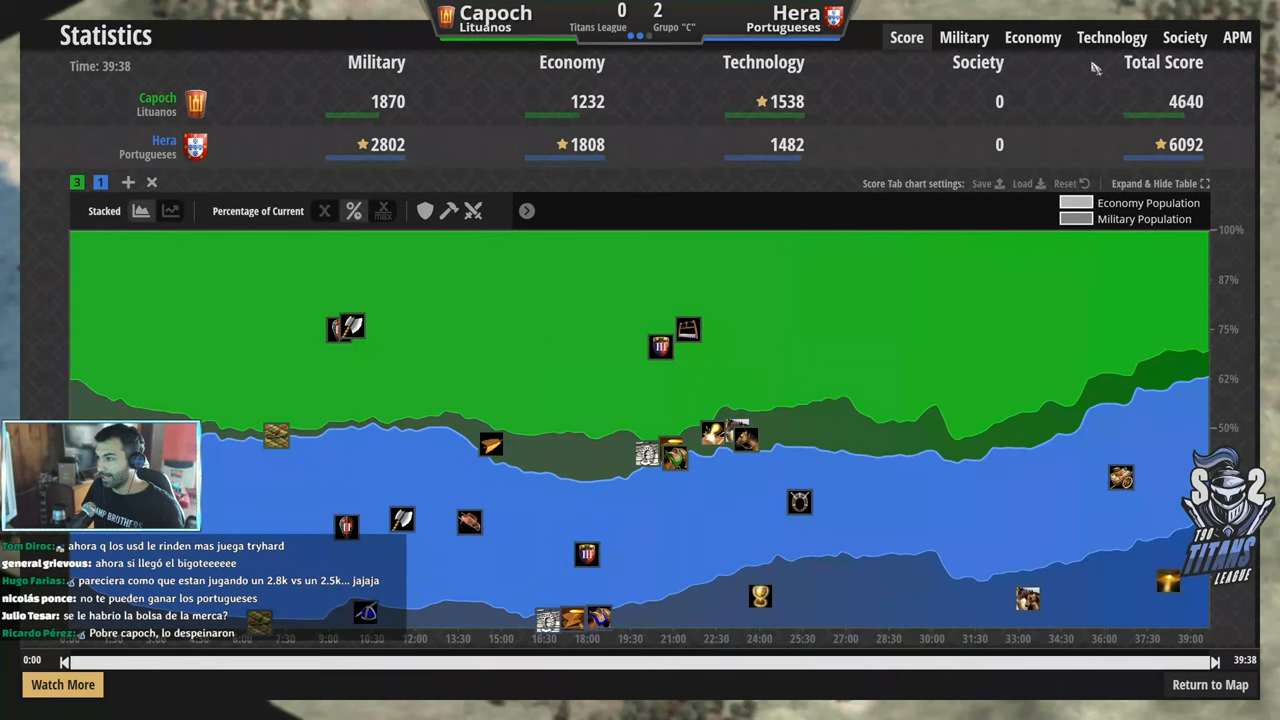 Capoch
Lituanos
0 2
Titans League Grupo "C"
Hera
Portugueses
Statistics
Score Military Economy Technology Society APM
Time: 39:38
Military Economy Technology Society Total Score
Capoch
Lituanos
1870 1232 1538 0 4640
Hera
Portugueses
2802 1808 1482 0 6092
3 1
Score Tab chart settings: Save Load Reset Expand & Hide Table
Stacked Percentage of Current X % X max
Economy Population
Military Population
100%
87%
75%
62%
50%
Tom Diroc: ahora q los usd le rinden mas juega tryhard
general grievous: ahora si llegó el bigoteeeeee
Hugo Farias: pareciera como que estan jugando un 2.8k vs un 2.5k... jajaja
nicolás ponce: no te pueden ganar los portugueses
Julio Tesar: se le habrio la bolsa de la merca?
Ricardo Pérez: Pobre capoch, lo despeinaron
S2
T90
TITANS
LEAGUE
0:00 7:30 9:00 10:30 12:00 13:30 15:00 16:30 18:00 19:30 21:00 22:30 24:00 25:30 27:00 28:30 30:00 31:30 33:00 34:30 36:00 37:30 39:00
0:00 39:38
Watch More
Return to Map